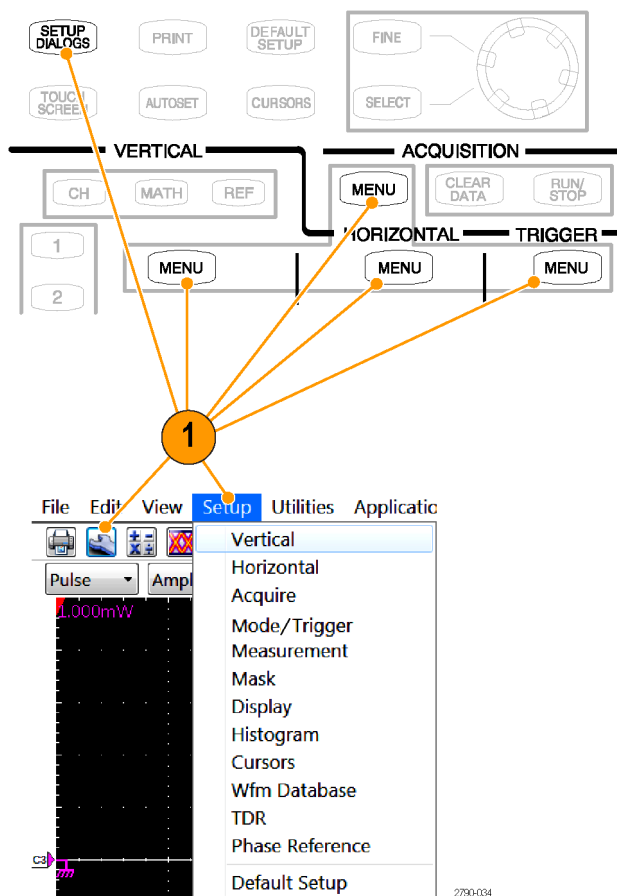 SETUP DIALOGS
PRINT
DEFAULT SETUP
FINE
TOUCH SCREEN
AUTOSET
CURSORS
SELECT
VERTICAL
ACQUISITION
CH
MATH
REF
MENU
CLEAR DATA
RUN/ STOP
HORIZONTAL
TRIGGER
1
MENU
MENU
MENU
2
1
File Edit View Setup Utilities Applicatio
Vertical
Horizontal
Pulse
Ampl
Acquire
1.000mW
Mode/Trigger
Measurement
Mask
Display
Histogram
Cursors
Wfm Database
TDR
Phase Reference
C3
Default Setup
2790-034